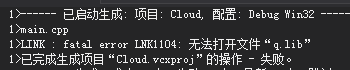 1>------ 已启动生成: 项目: Cloud, 配置: Debug Win32 ------
1>main.cpp
1>LINK : fatal error LNK1104: 无法打开文件“q.lib”
1>已完成生成项目“Cloud.vcxproj”的操作 - 失败。